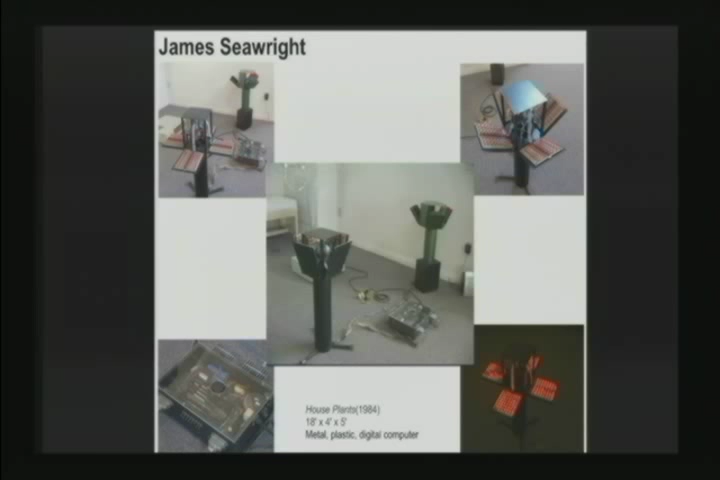 James Seawright
House Plants(1984)
18' x 4' x 5'
Metal, plastic, digital computer